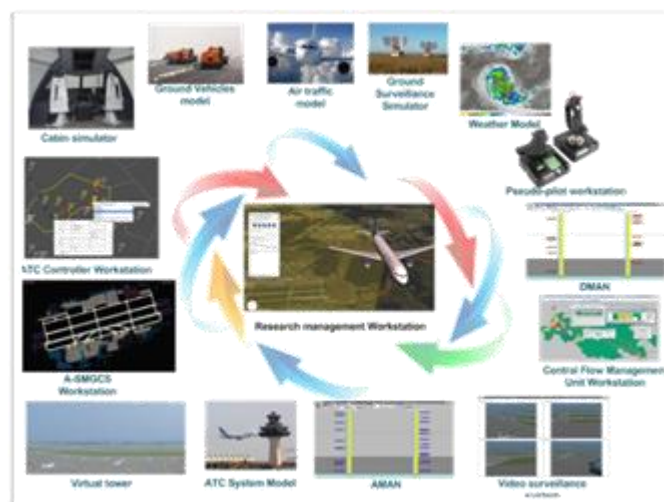 Cabin simulator
Ground Vehicles
model
Air traffic
model
Ground
Surveillance
Simulator
Weather Model
Pseudo-pilot workstation
ATC Controller Workstation
DMAN
Research management Workstation
A-SMGCS
Workstation
Central Flow Management
Unit Workstation
Virtual tower
ATC System Model
AMAN
Video surveillance